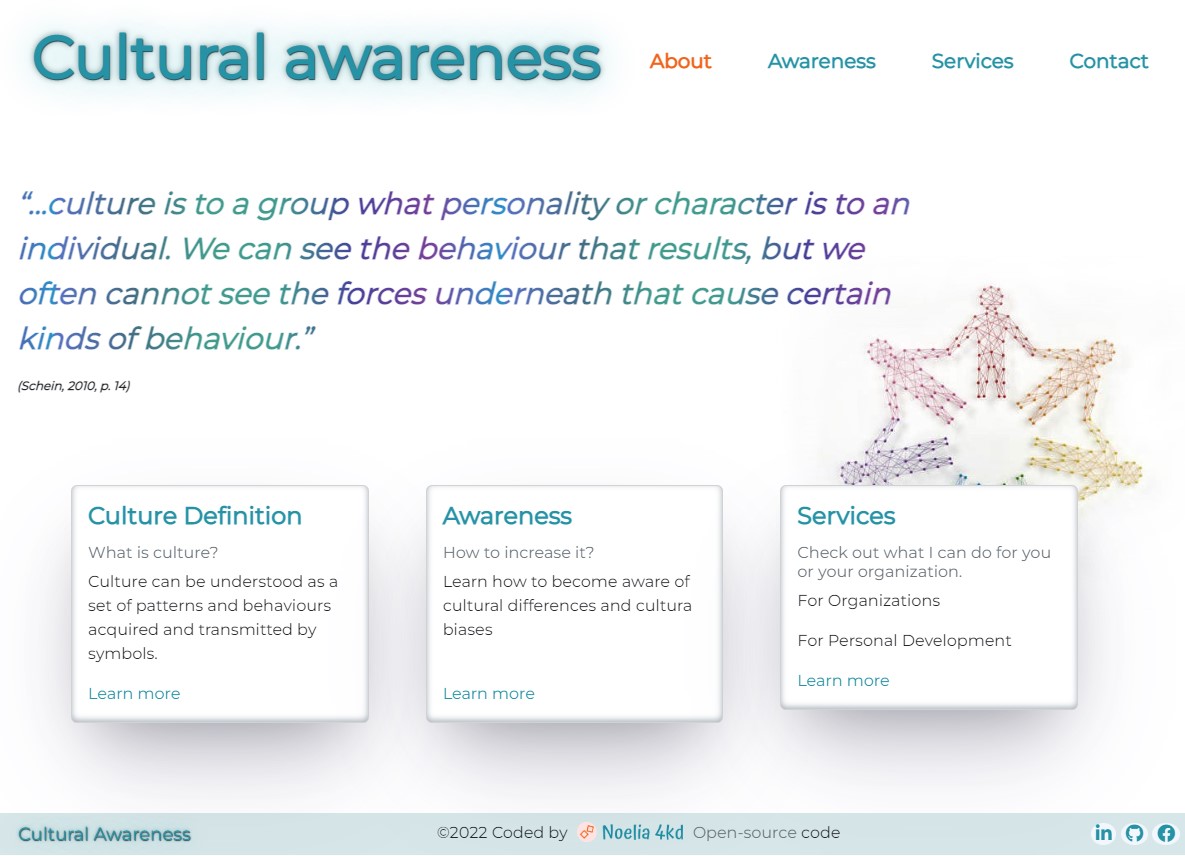 Cultural awareness
About
Awareness
Services
Contact
“...culture is to a group what personality or character is to an
individual. We can see the behaviour that results, but we
often cannot see the forces underneath that cause certain
kinds of behaviour.”
(Schein, 2010, p. 14)
Culture Definition
What is culture?
Culture can be understood as a
set of patterns and behaviours
acquired and transmitted by
symbols.
Learn more
Awareness
How to increase it?
Learn how to become aware of
cultural differences and cultura
biases
Learn more
Services
Check out what I can do for you
or your organization.
For Organizations
For Personal Development
Learn more
Cultural Awareness
©2022 Coded by Noelia 4kd Open-source code
in